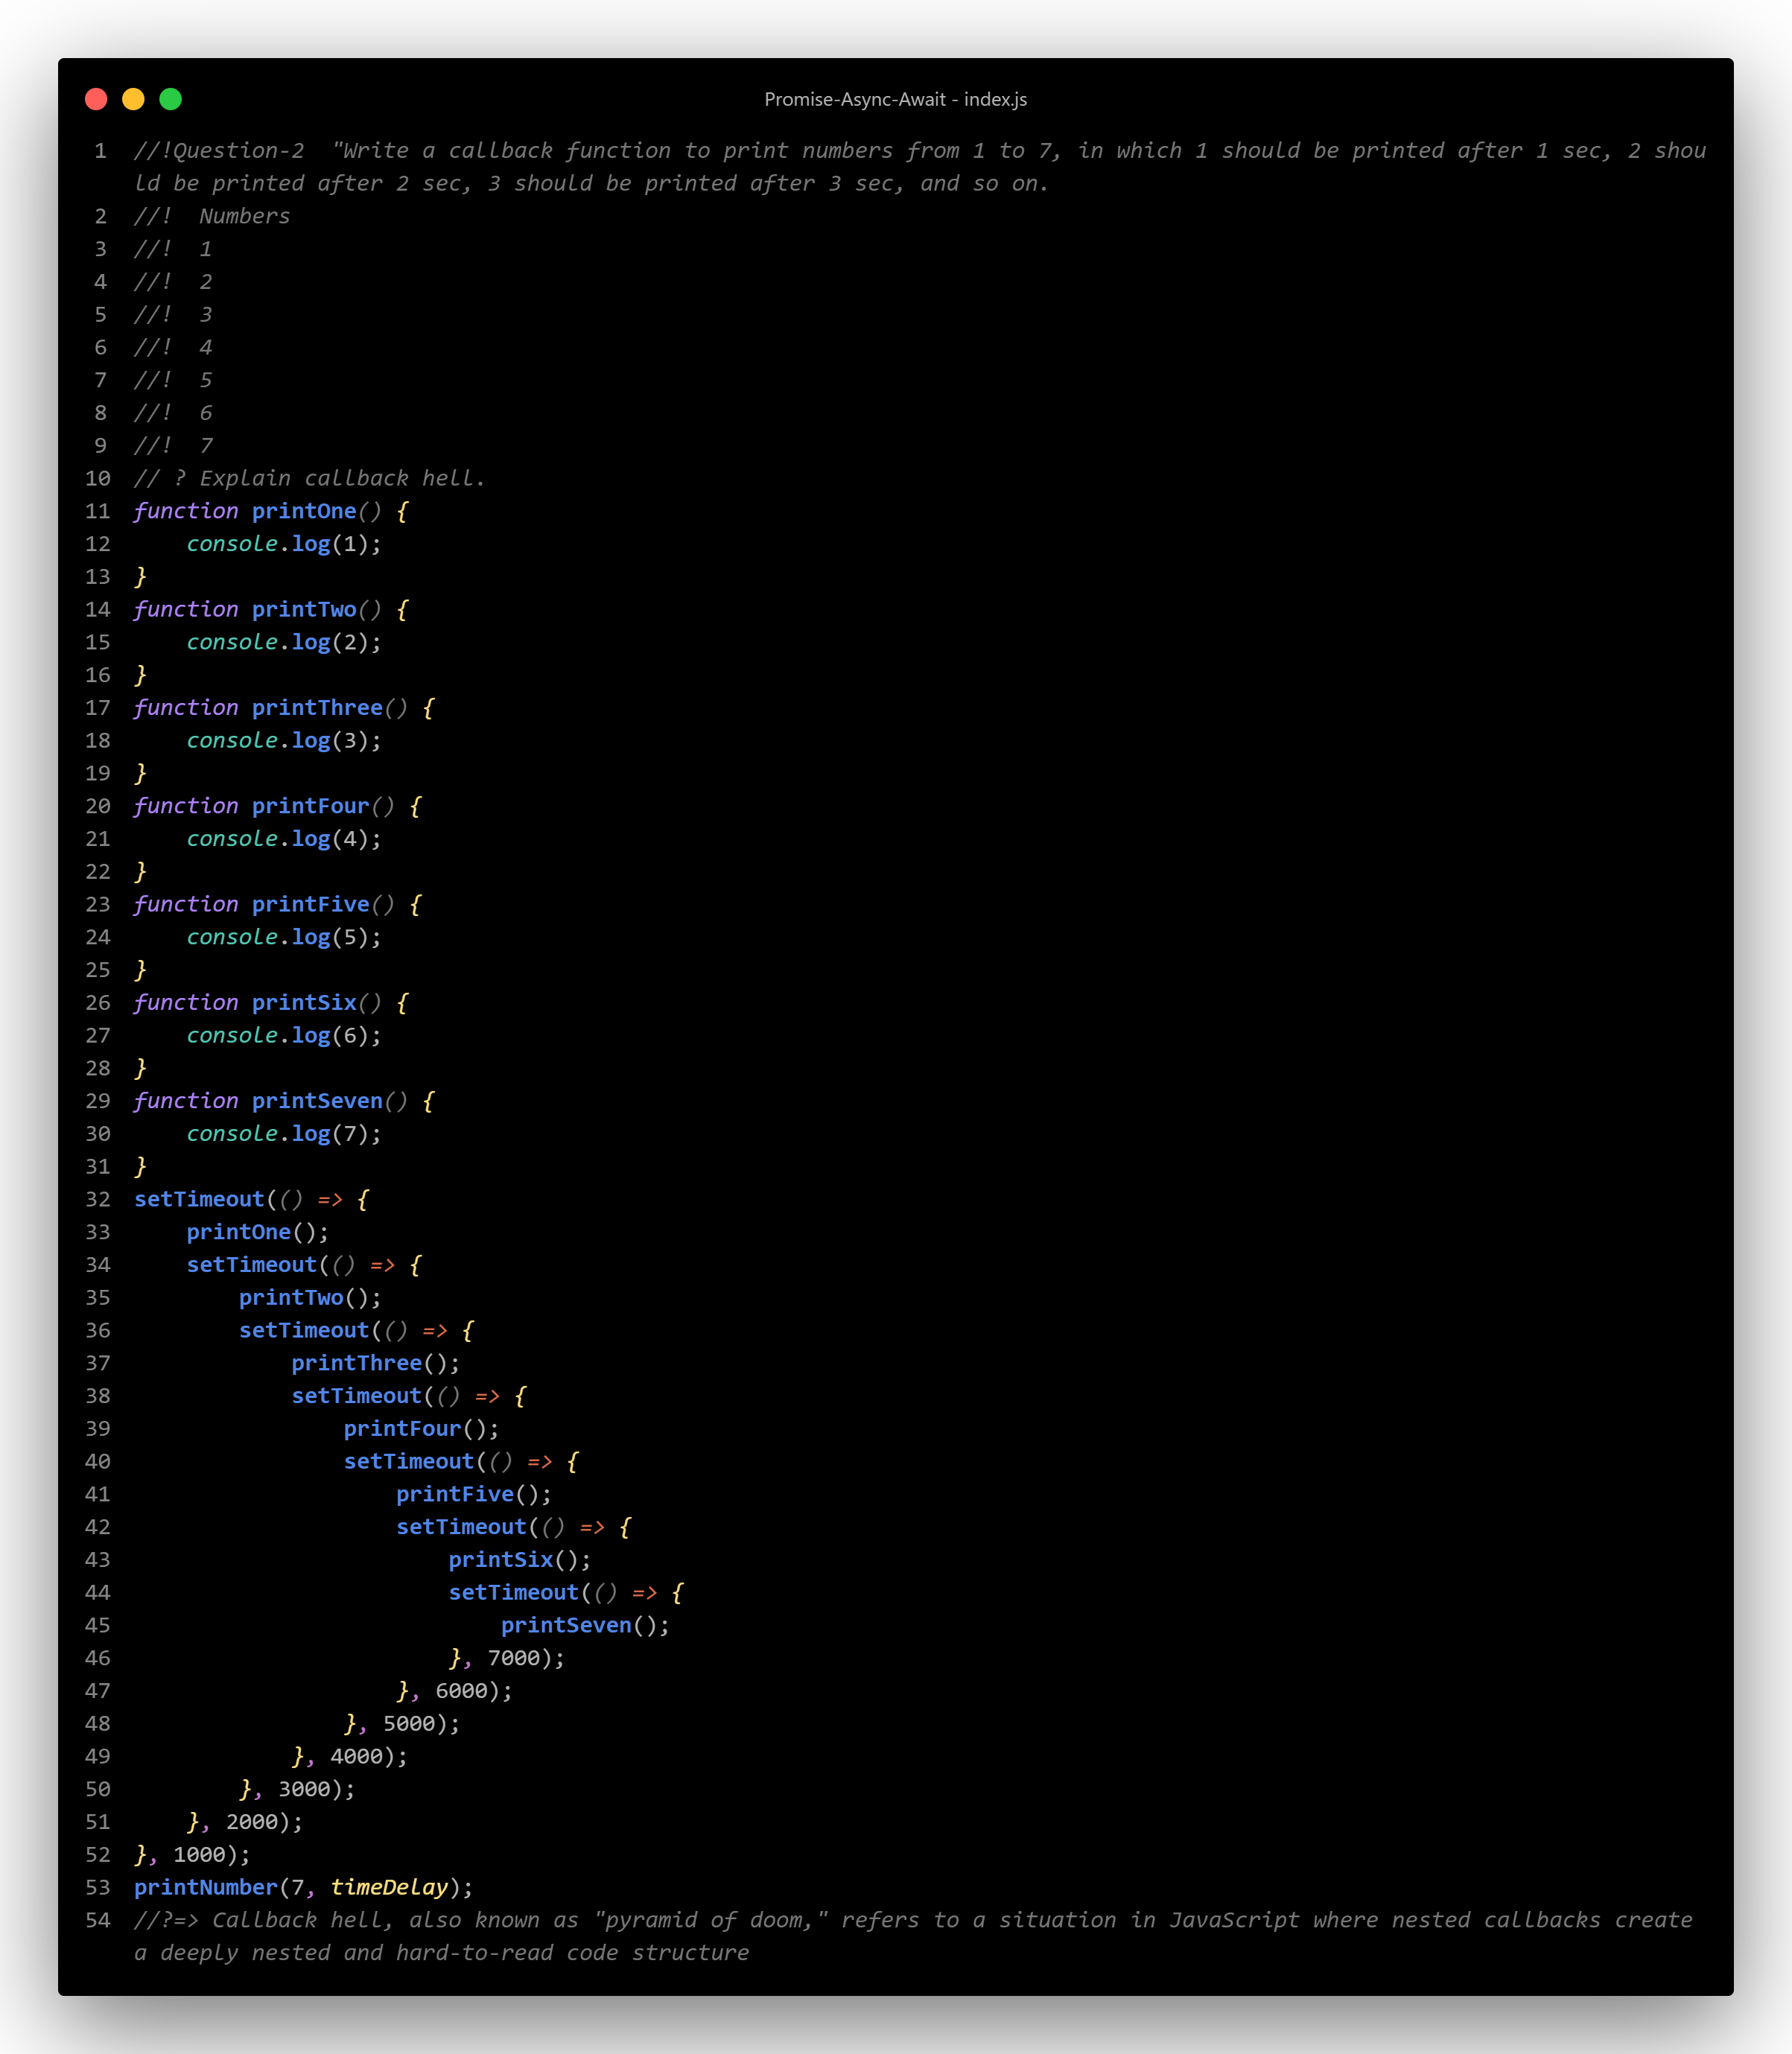 Promise-Async-Await - index.js
1 //!Question-2  "Write a callback function to print numbers from 1 to 7, in which 1 should be printed after 1 sec, 2 shou
ld be printed after 2 sec, 3 should be printed after 3 sec, and so on.
2 //!  Numbers
3 //!  1
4 //!  2
5 //!  3
6 //!  4
7 //!  5
8 //!  6
9 //!  7
10 // ? Explain callback hell.
11 function printOne() {
12     console.log(1);
13 }
14 function printTwo() {
15     console.log(2);
16 }
17 function printThree() {
18     console.log(3);
19 }
20 function printFour() {
21     console.log(4);
22 }
23 function printFive() {
24     console.log(5);
25 }
26 function printSix() {
27     console.log(6);
28 }
29 function printSeven() {
30     console.log(7);
31 }
32 setTimeout(() => {
33     printOne();
34     setTimeout(() => {
35         printTwo();
36         setTimeout(() => {
37             printThree();
38             setTimeout(() => {
39                 printFour();
40                 setTimeout(() => {
41                     printFive();
42                     setTimeout(() => {
43                         printSix();
44                         setTimeout(() => {
45                             printSeven();
46                         }, 7000);
47                     }, 6000);
48                 }, 5000);
49             }, 4000);
50         }, 3000);
51     }, 2000);
52 }, 1000);
53 printNumber(7, timeDelay);
54 //?=> Callback hell, also known as "pyramid of doom," refers to a situation in JavaScript where nested callbacks create
a deeply nested and hard-to-read code structure